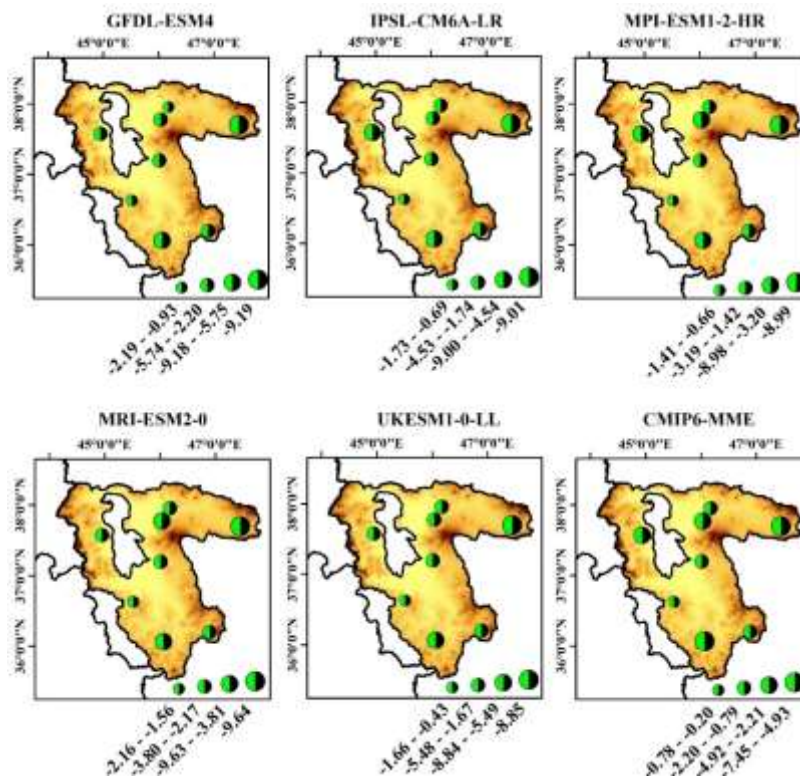 GFDL-ESM4
IPSL-CM6A-LR
MPI-ESM1-2-HR
45°0'0"E 47°0'0"E
45°0'0"E 47°0'0"E
45°0'0"E 47°0'0"E
38°0'0"N
37°0'0"N
36°0'0"N
38°0'0"N
37°0'0"N
36°0'0"N
38°0'0"N
37°0'0"N
36°0'0"N
-2.19 - -0.93
-5.74 - -2.20
-9.18 - -5.75
-9.19
-1.73 - -0.69
-4.53 - -1.74
-9.00 - -4.54
-9.01
-1.41 - -0.66
-3.19 - -1.42
-8.98 - -3.20
-8.99
MRI-ESM2-0
UKESM1-0-LL
CMIP6-MME
45°0'0"E 47°0'0"E
45°0'0"E 47°0'0"E
45°0'0"E 47°0'0"E
38°0'0"N
37°0'0"N
36°0'0"N
38°0'0"N
37°0'0"N
36°0'0"N
38°0'0"N
37°0'0"N
36°0'0"N
-2.16 - -1.56
-3.80 - -2.17
-9.63 - -3.81
-9.64
-1.66 - -0.43
-5.48 - -1.67
-8.84 - -5.49
-8.85
-0.78 - -0.20
-2.20 - -0.79
-4.92 - -2.21
-7.45 - -4.93